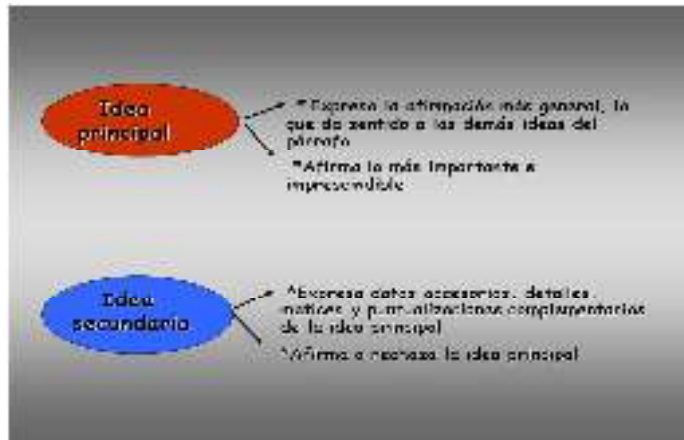 Idea
principal
*Expresa la afirmación más general, la
que da sentido a las demás ideas del
párrafo
*Afirma lo más importante e
imprescindible
Idea
secundaria
*Expresa datos accesorios, detalles,
matices y puntualizaciones complementarias
de la idea principal
*Afirma o rechaza la idea principal